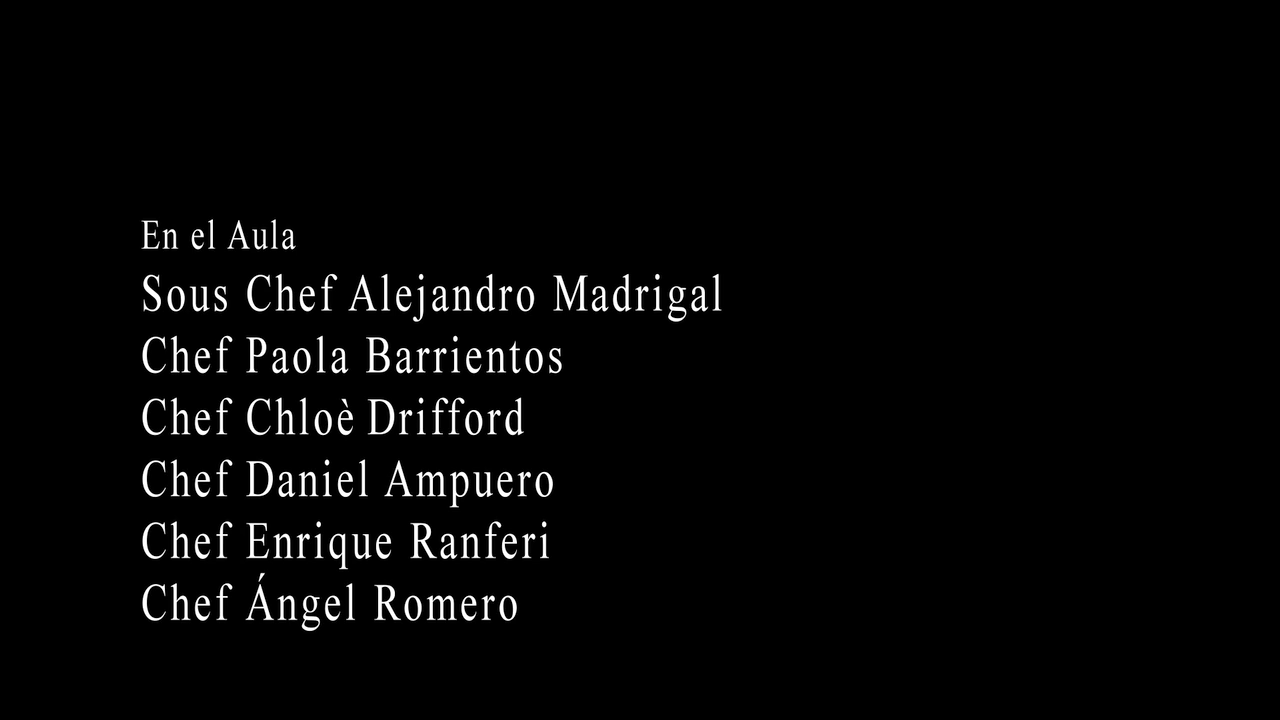 En el Aula
Sous Chef Alejandro Madrigal
Chef Paola Barrientos
Chef Chloè Drifford
Chef Daniel Ampuero
Chef Enrique Ranferi
Chef Ángel Romero